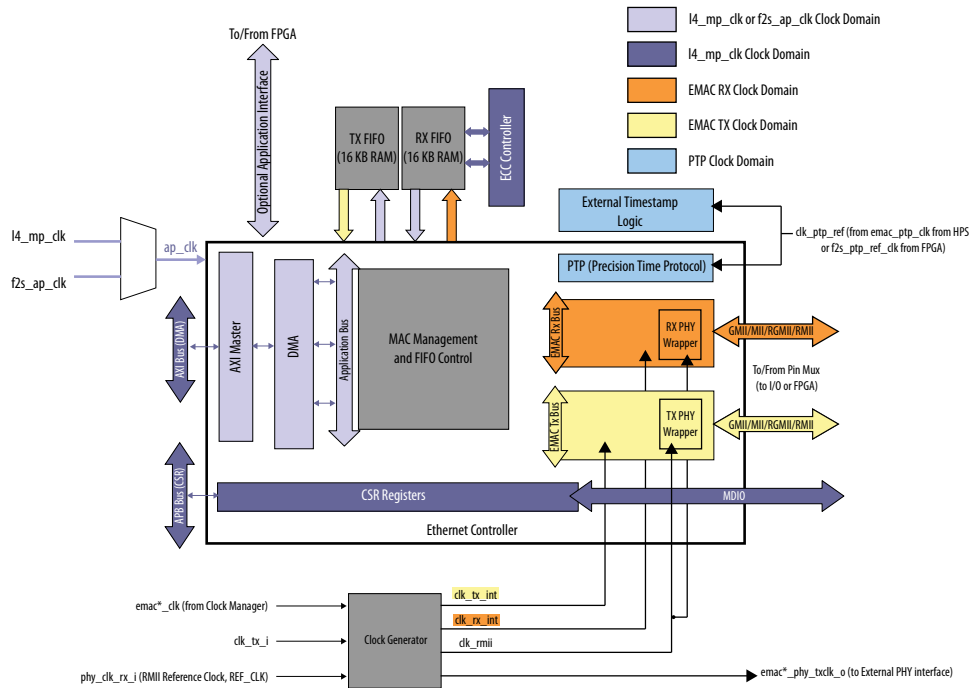 l4_mp_clk or f2s_ap_clk Clock Domain
l4_mp_clk Clock Domain
EMAC RX Clock Domain
EMAC TX Clock Domain
PTP Clock Domain
To/From FPGA
Optional Application Interface
TX FIFO
(16 KB RAM)
RX FIFO
(16 KB RAM)
ECC Controller
External Timestamp
Logic
clk_ptp_ref (from emac_ptp_clk from HPS
or f2s_ptp_ref_clk from FPGA)
PTP (Precision Time Protocol)
l4_mp_clk
f2s_ap_clk
ap_clk
AXI Bus (DMA)
AXI Master
DMA
Application Bus
MAC Management
and FIFO Control
EMAC Rx Bus
RX PHY
Wrapper
GMII/MII/RGMII/RMII
To/From Pin Mux
(to I/O or FPGA)
EMAC Tx Bus
TX PHY
Wrapper
GMII/MII/RGMII/RMII
APB Bus (CSR)
CSR Registers
MDIO
Ethernet Controller
emac*_clk (from Clock Manager)
clk_tx_i
phy_clk_rx_i (RMII Reference Clock, REF_CLK)
Clock Generator
clk_tx_int
clk_rx_int
clk_rmii
emac*_phy_txclk_o (to External PHY interface)